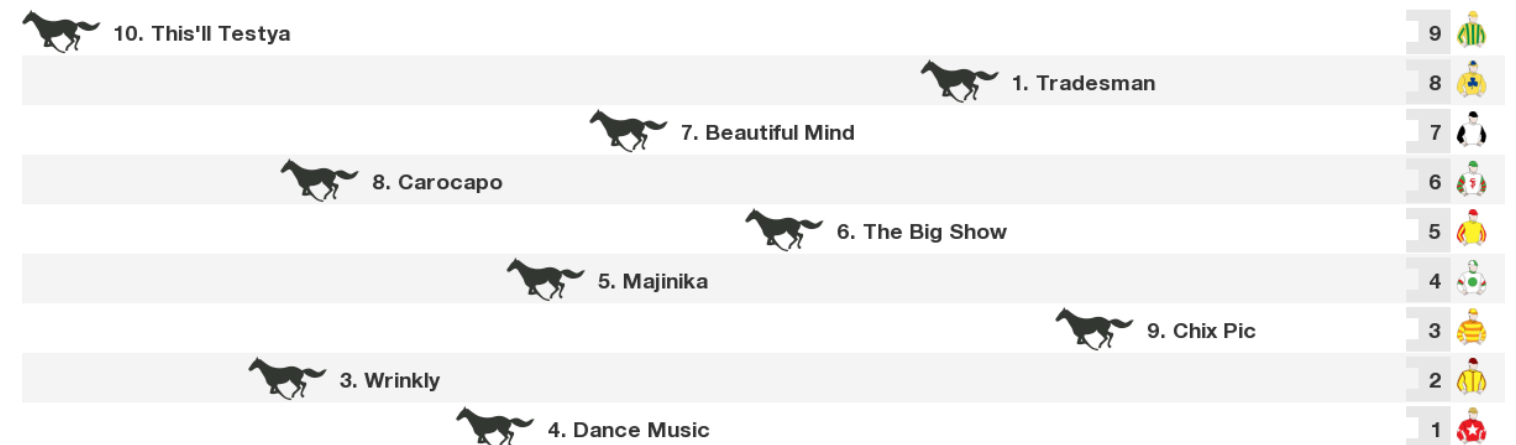 10. This'll Testya 9
1. Tradesman 8
7. Beautiful Mind 7
8. Carocapo 6
6. The Big Show 5
5. Majinika 4
9. Chix Pic 3
3. Wrinkly 2
4. Dance Music 1